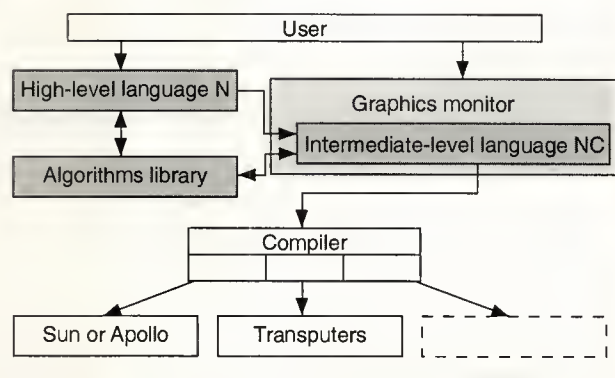 User
High-level language N
Graphics monitor
Intermediate-level language NC
Algorithms library
Compiler
Sun or Apollo
Transputers